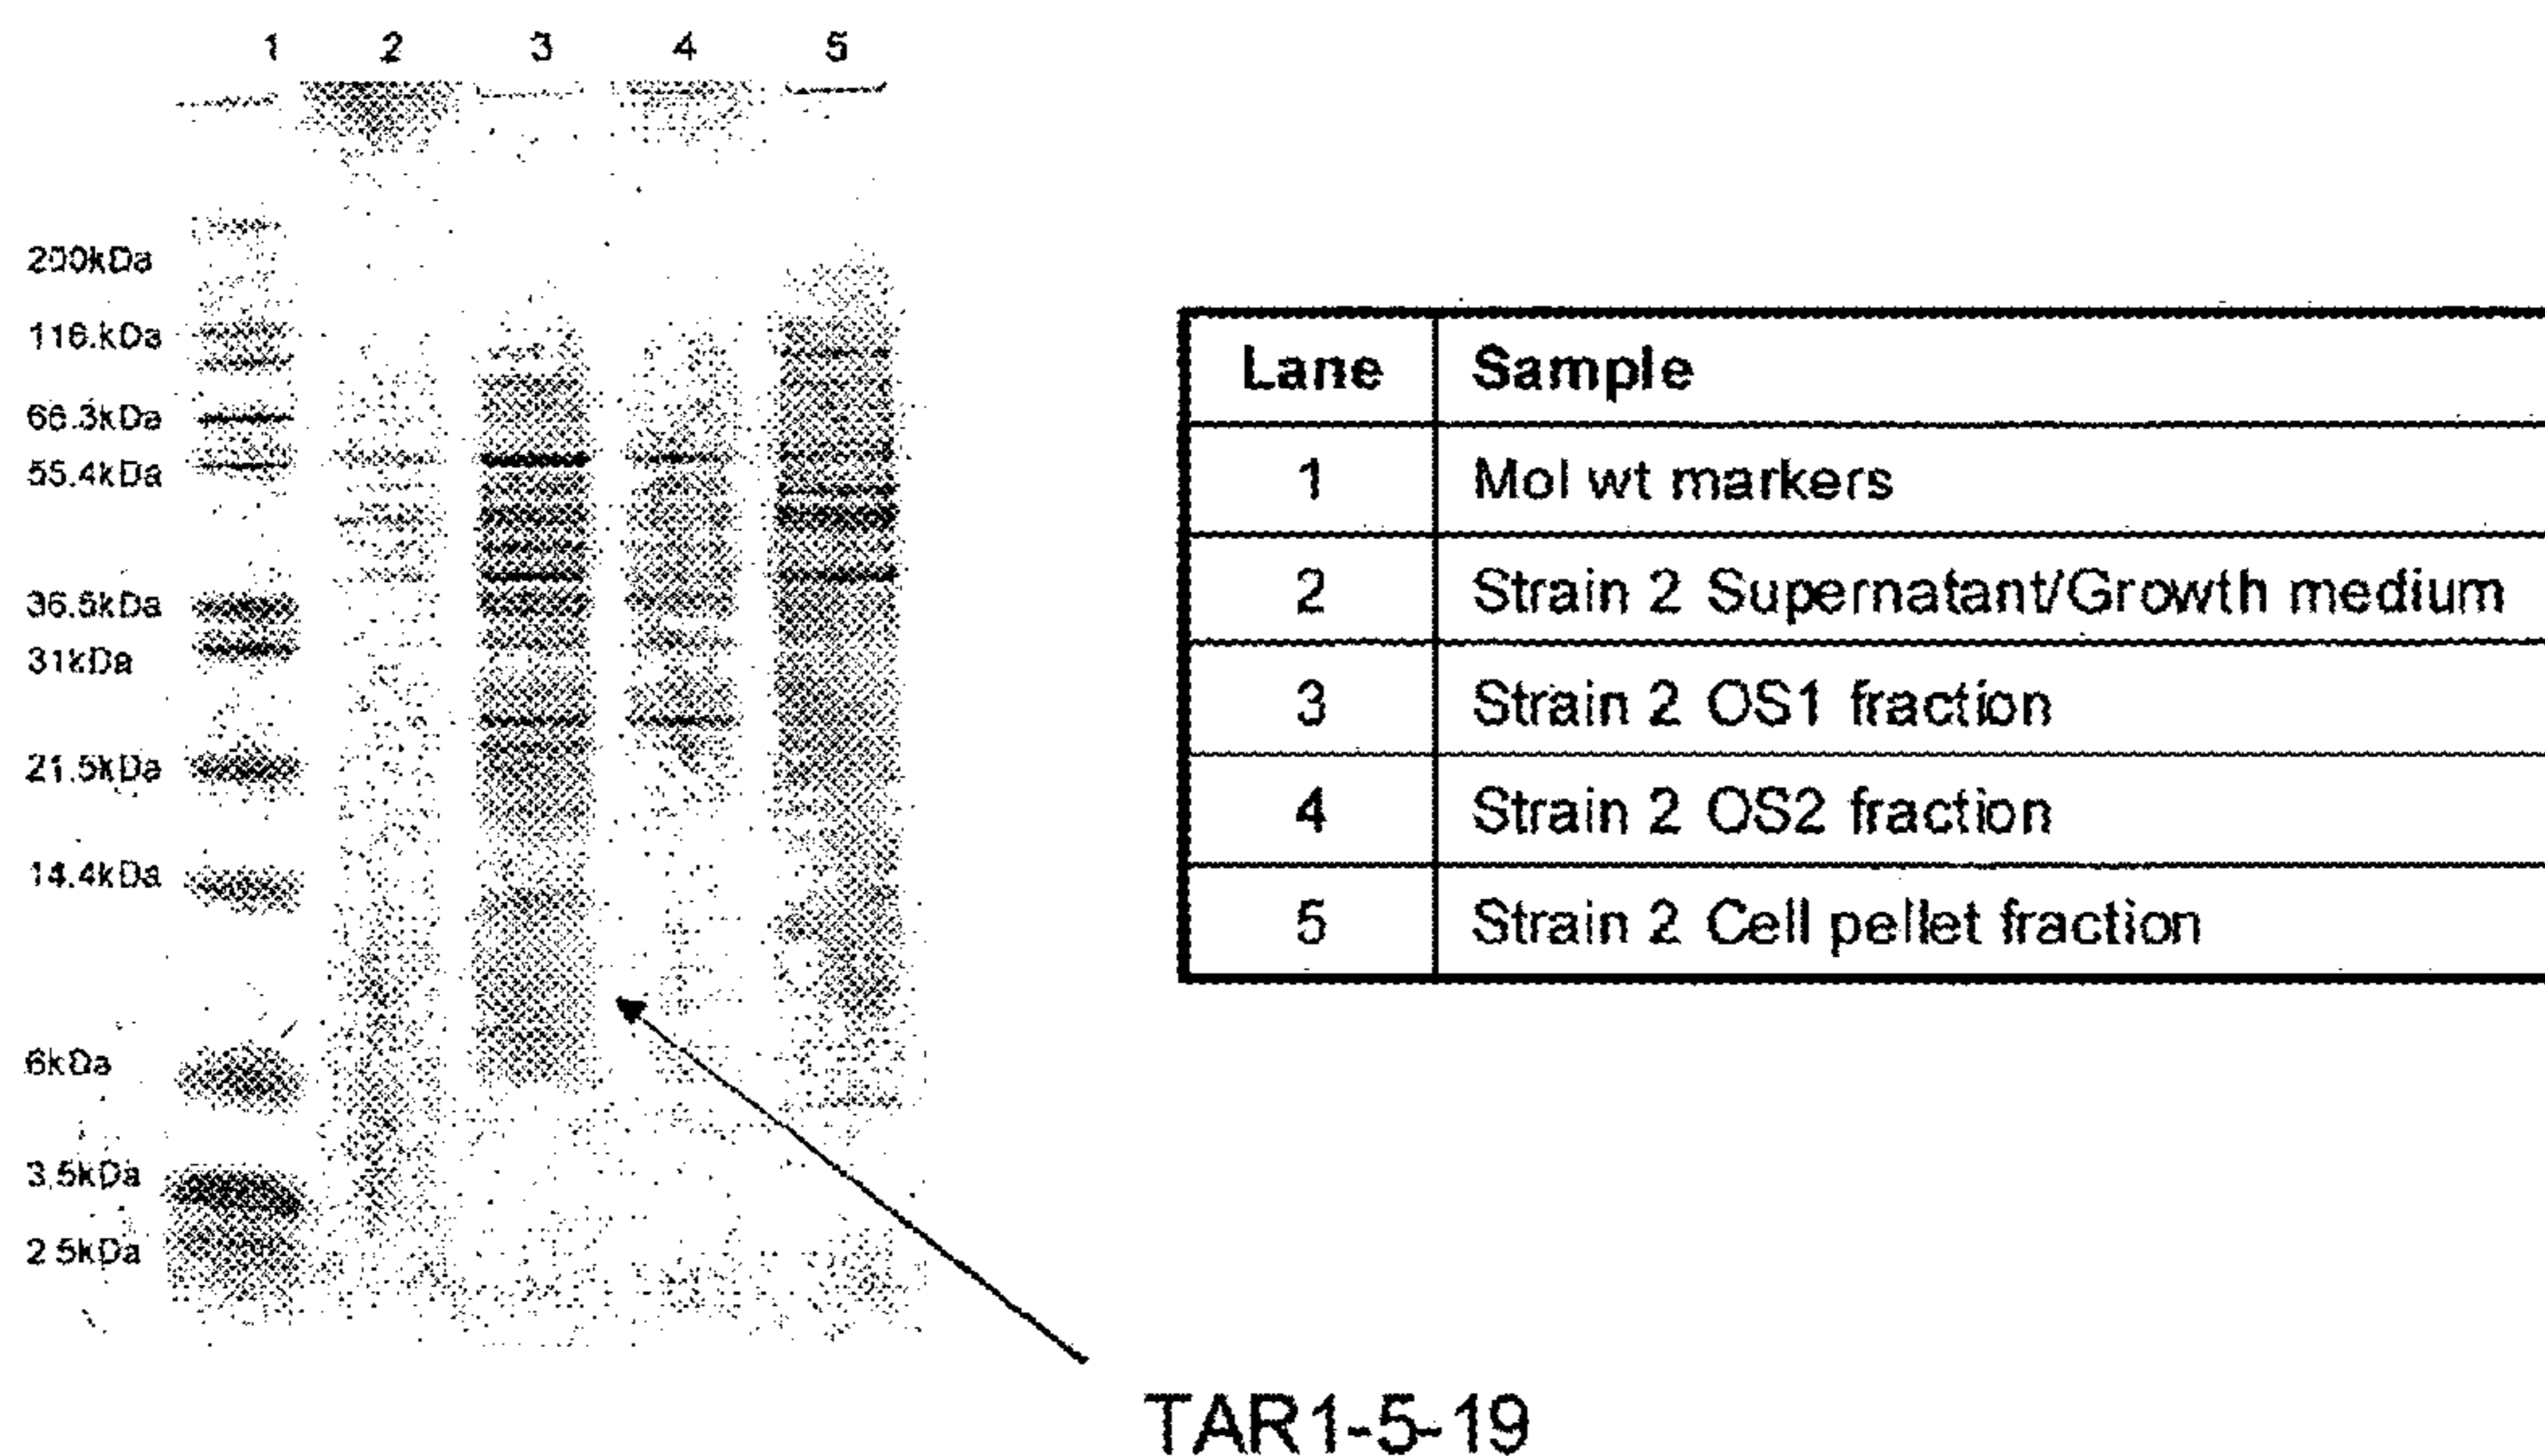 1 2 3 4 5
200kDa
116.kDa
66.3kDa
55.4kDa
36.5kDa
31kDa
21.5kDa
14.4kDa
6kDa
3.5kDa
2.5kDa
Lane Sample
1 Mol wt markers
2 Strain 2 Supernatant/Growth medium
3 Strain 2 OS1 fraction
4 Strain 2 OS2 fraction
5 Strain 2 Cell pellet fraction
TAR1-5-19